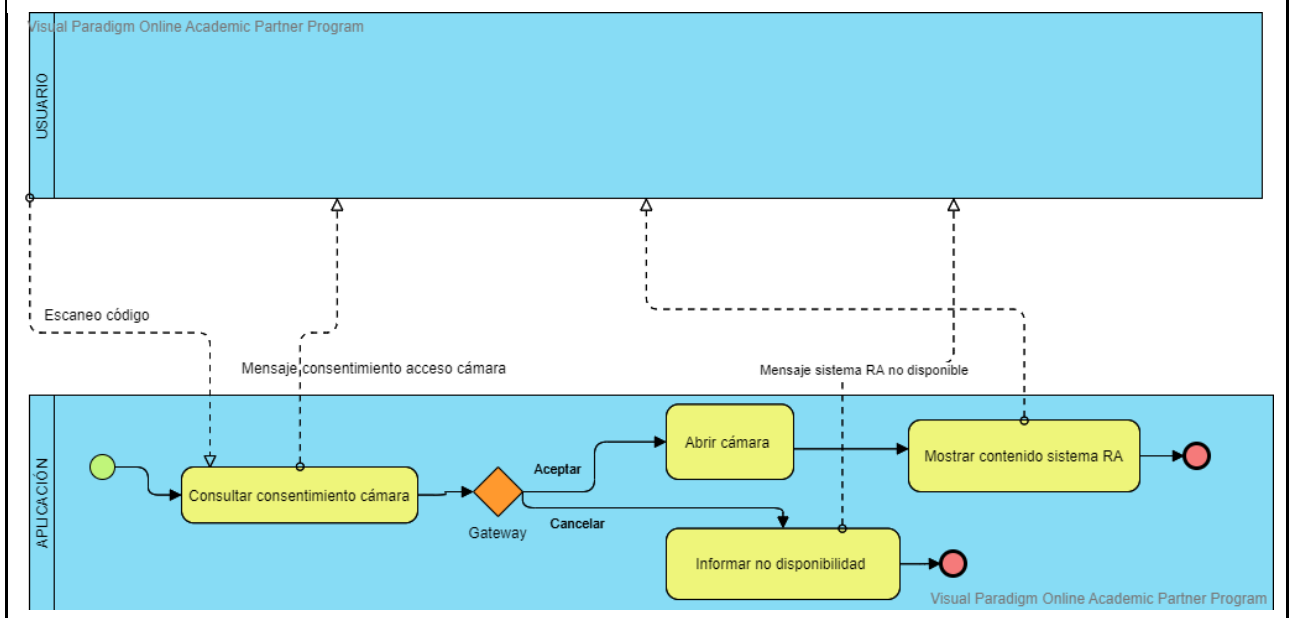 Visual Paradigm Online Academic Partner Program
USUARIO
Escaneo código
Mensaje consentimiento acceso cámara
Mensaje sistema RA no disponible
APLICACIÓN
Consultar consentimiento cámara
Gateway
Aceptar
Cancelar
Abrir cámara
Mostrar contenido sistema RA
Informar no disponibilidad
Visual Paradigm Online Academic Partner Program